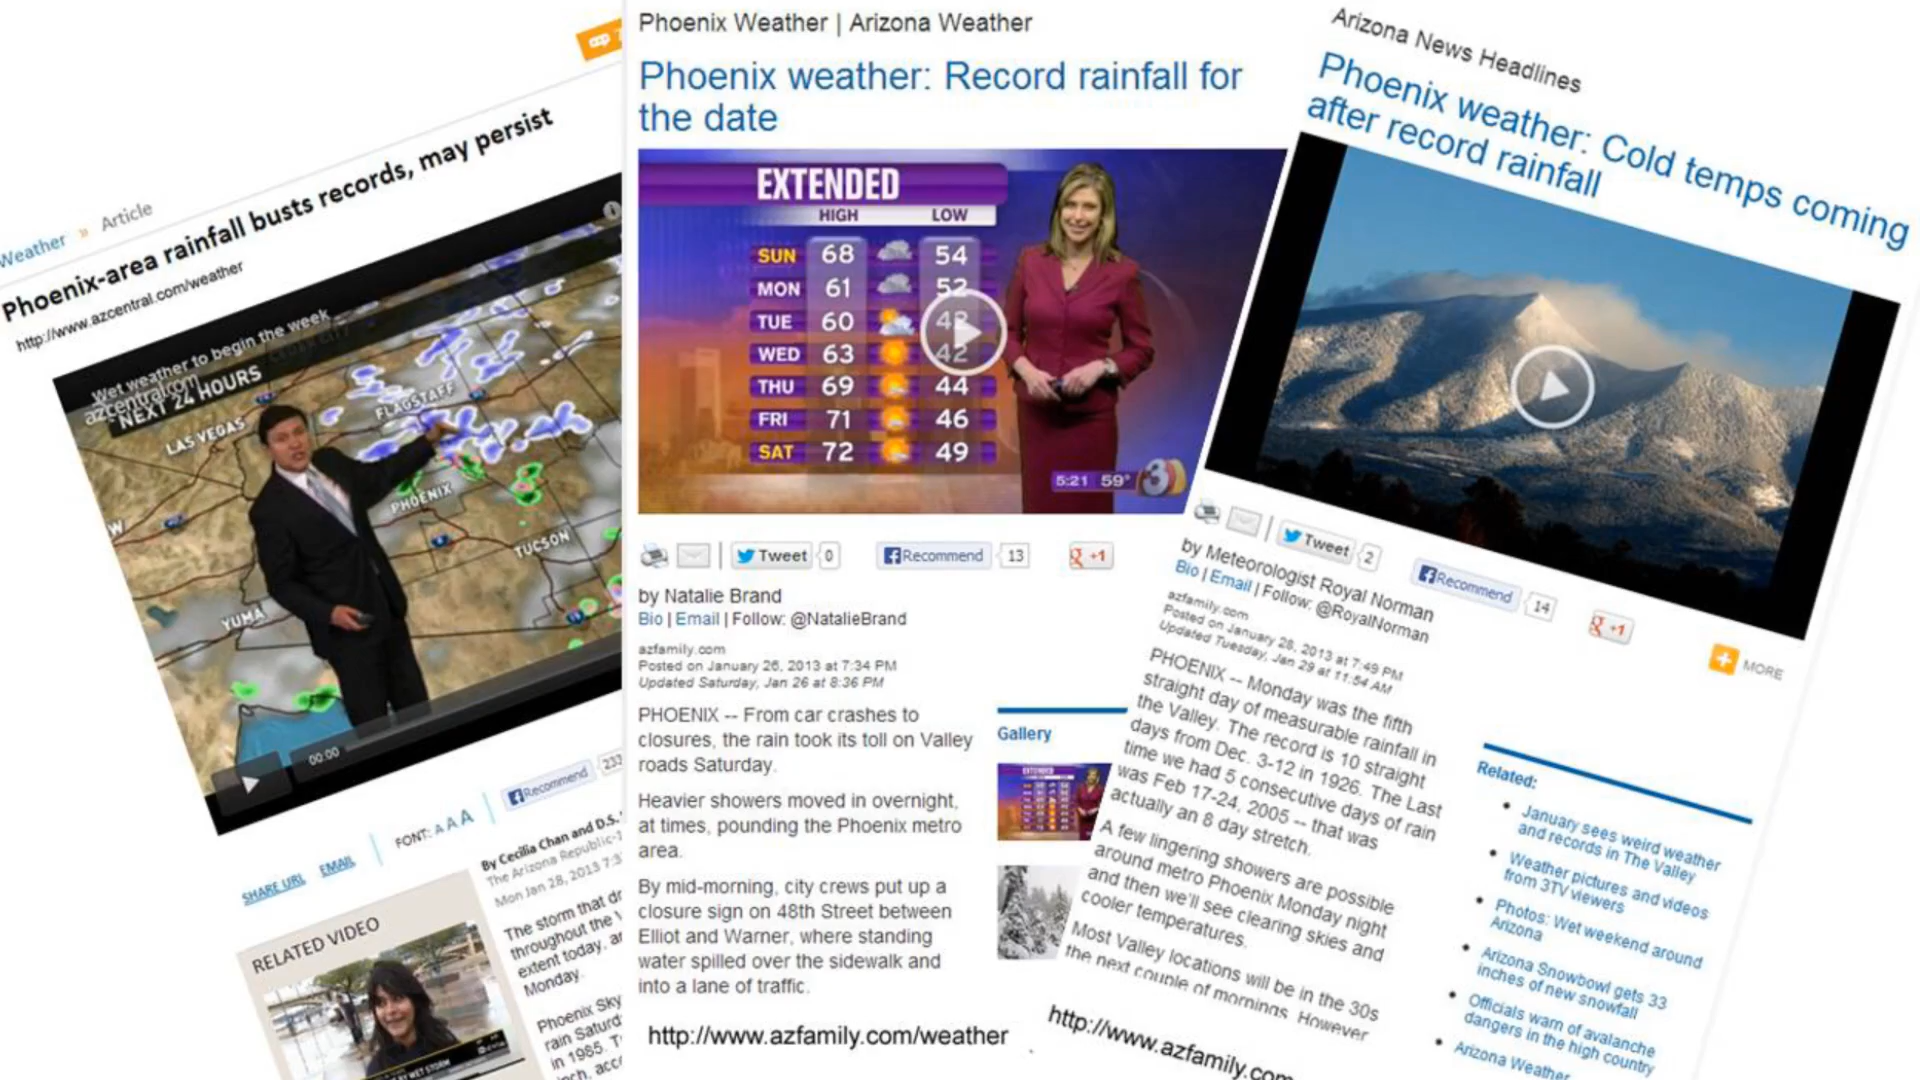 Weather » Article
Phoenix-area rainfall busts records, may persist
http://www.azcentral.com/weather
Wet weather to begin the week
azcentral.com
NEXT 24 HOURS
LAS VEGAS
FLAGSTAFF
PHOENIX
TUCSON
YUMA
00:00
SHARE URL EMAIL FONT: A A A
Recommend 233
By Cecilia Chan and D.S.
The Arizona Republic-
Mon Jan 28, 2013 7:3
RELATED VIDEO
WET STORM
The storm that
throughout the
extent today,
Monday.
Phoenix Sky
rain Saturd
in 1985.
Phoenix Weather | Arizona Weather
Phoenix weather: Record rainfall for
the date
EXTENDED
HIGH LOW
SUN 68 54
MON 61 52
TUE 60
WED 63 42
THU 69 44
FRI 71 46
SAT 72 49
5:21 59° 3
Tweet 0 Recommend 13 +1
by Natalie Brand
Bio | Email | Follow: @NatalieBrand
azfamily.com
Posted on January 26, 2013 at 7:34 PM
Updated Saturday, Jan 26 at 8:36 PM
PHOENIX -- From car crashes to
closures, the rain took its toll on Valley
roads Saturday.
Heavier showers moved in overnight,
at times, pounding the Phoenix metro
area.
By mid-morning, city crews put up a
closure sign on 48th Street between
Elliot and Warner, where standing
water spilled over the sidewalk and
into a lane of traffic.
http://www.azfamily.com/weather
Gallery
EXTENDED
Arizona News Headlines
Phoenix weather: Cold temps coming
after record rainfall
Tweet 2 Recommend 14 +1
MORE
by Meteorologist Royal Norman
Bio | Email | Follow: @RoyalNorman
azfamily.com
Posted on January 28, 2013 at 7:49 PM
Updated Tuesday, Jan 29 at 11:54 AM
PHOENIX -- Monday was the fifth
straight day of measurable rainfall in
the Valley. The record is 10 straight
days from Dec. 3-12 in 1926. The Last
time we had 5 consecutive days of rain
was Feb 17-24, 2005 -- that was
actually an 8 day stretch.
A few lingering showers are possible
around metro Phoenix Monday night
and then we'll see clearing skies and
cooler temperatures.
Most Valley locations will be in the 30s
the next couple of mornings. However
http://www.azfamily.com
Related:
• January sees weird weather
and records in The Valley
• Weather pictures and videos
from 3TV viewers
• Photos: Wet weekend around
Arizona
• Arizona Snowbowl gets 33
inches of new snowfall
• Officials warn of avalanche
dangers in the high country
• Arizona Weather